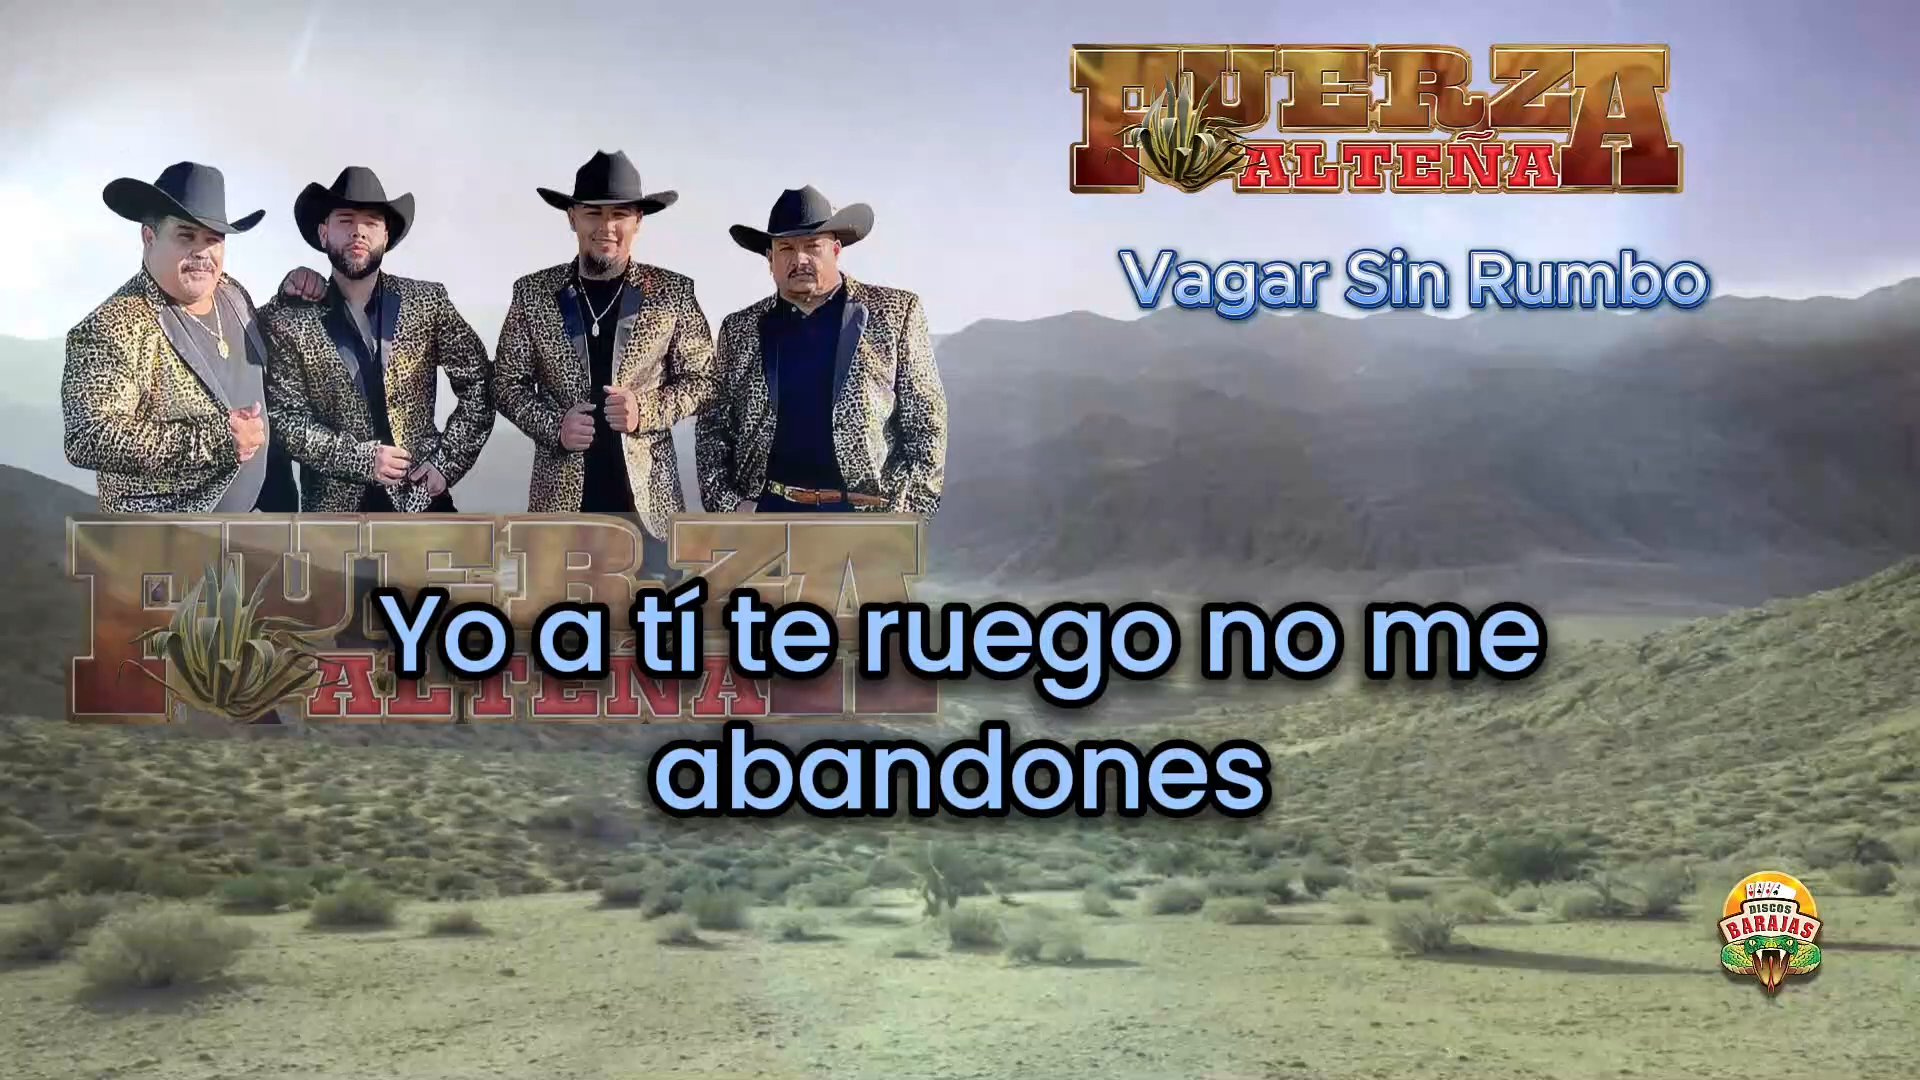 FUERZA
ALTEÑA
Vagar Sin Rumbo
FUERZA
ALTEÑA
Yo a tí te ruego no me
abandones
DISCOS
BARAJAS